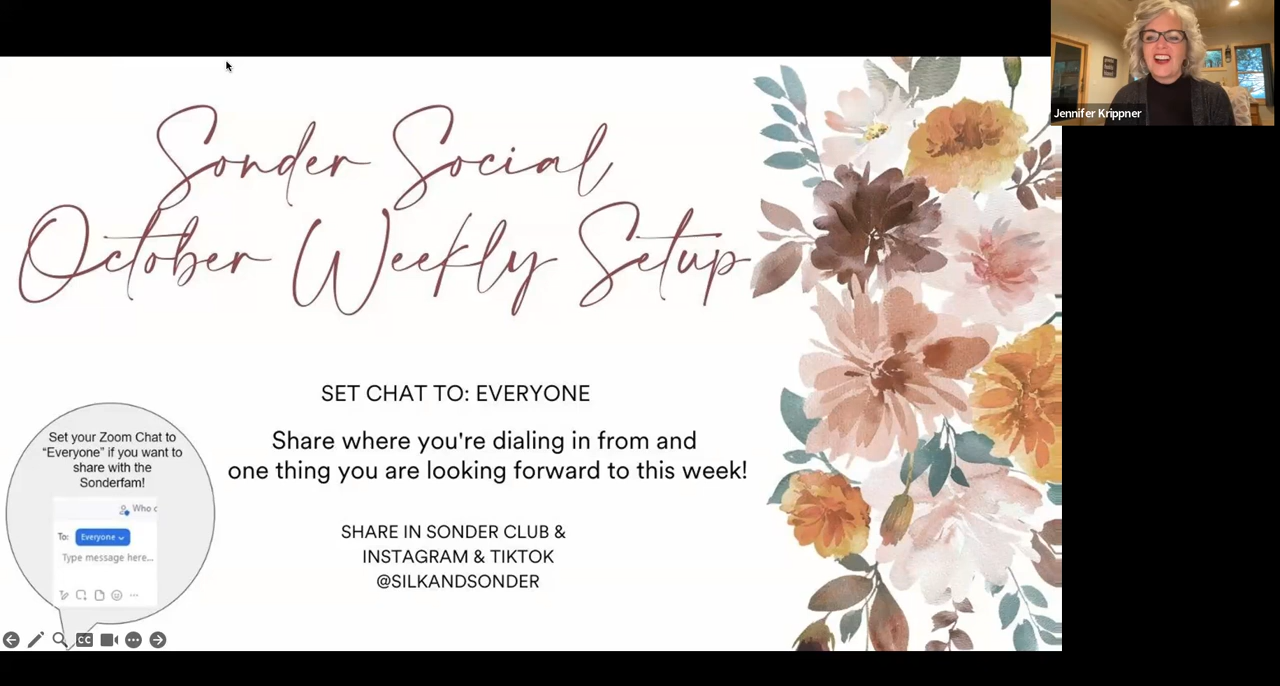 Sonder Social
October Weekly Setup
SET CHAT TO: EVERYONE
Share where you're dialing in from and
one thing you are looking forward to this week!
SHARE IN SONDER CLUB &
INSTAGRAM & TIKTOK
@SILKANDSONDER
Set your Zoom Chat to
“Everyone” if you want to
share with the
Sonderfam!
Who c
To: Everyone
Type message here...
CC
Jennifer Krippner